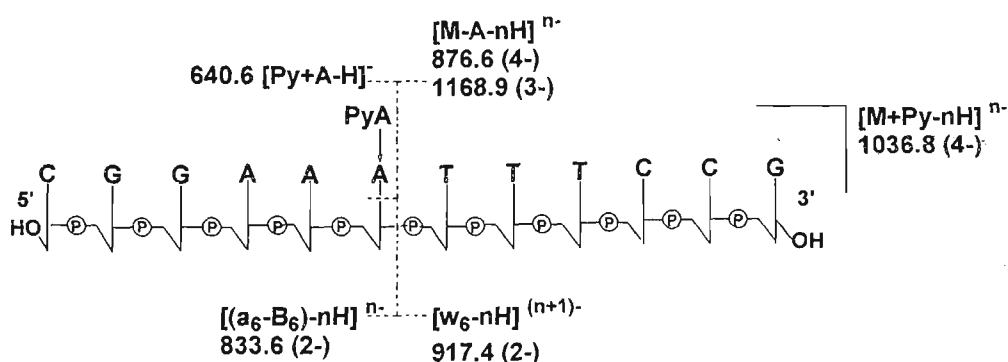 [M-A-nH] n-
876.6 (4-)
640.6 [Py+A-H]-
1168.9 (3-)
PyA
[M+Py-nH] n-
1036.8 (4-)
C G G A A A T T T C C G
5' 3'
HO P P P P P P P P P P P OH
[(a6-B6)-nH] n- [w6-nH] (n+1)-
833.6 (2-) 917.4 (2-)